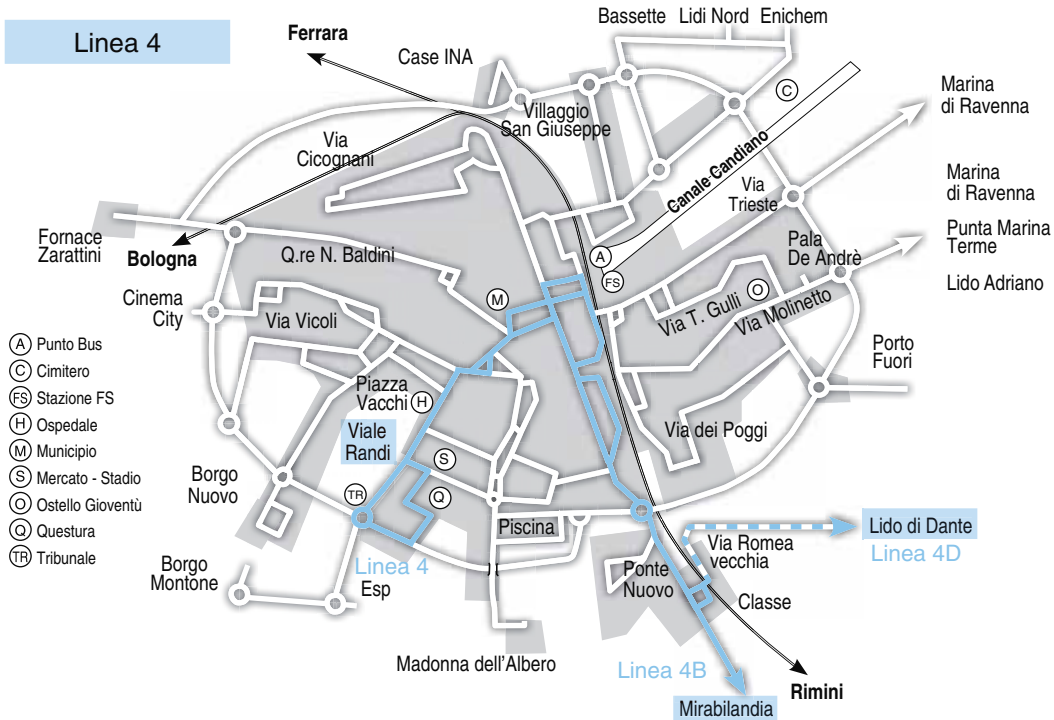 Linea 4
Ferrara
Case INA
Bassette
Lidi Nord
Enichem
C
Marina
di Ravenna
Villaggio
San Giuseppe
Via
Cicognani
Canale Candiano
Via
Trieste
Marina
di Ravenna
Punta Marina
Terme
Lido Adriano
Fornace
Zarattini
Bologna
Q.re N. Baldini
A
FS
Pala
De Andrè
M
O
Via T. Gulli
Via Molinetto
Cinema
City
Via Vicoli
Porto
Fuori
A Punto Bus
C Cimitero
FS Stazione FS
H Ospedale
M Municipio
S Mercato - Stadio
O Ostello Gioventù
Q Questura
TR Tribunale
Piazza
Vacchi
H
Viale
Randi
Via dei Poggi
S
Borgo
Nuovo
TR
Q
Piscina
Lido di Dante
Linea 4D
Via Romea
vecchia
Linea 4
Borgo
Montone
Esp
Ponte
Nuovo
Classe
Madonna dell'Albero
Linea 4B
Rimini
Mirabilandia